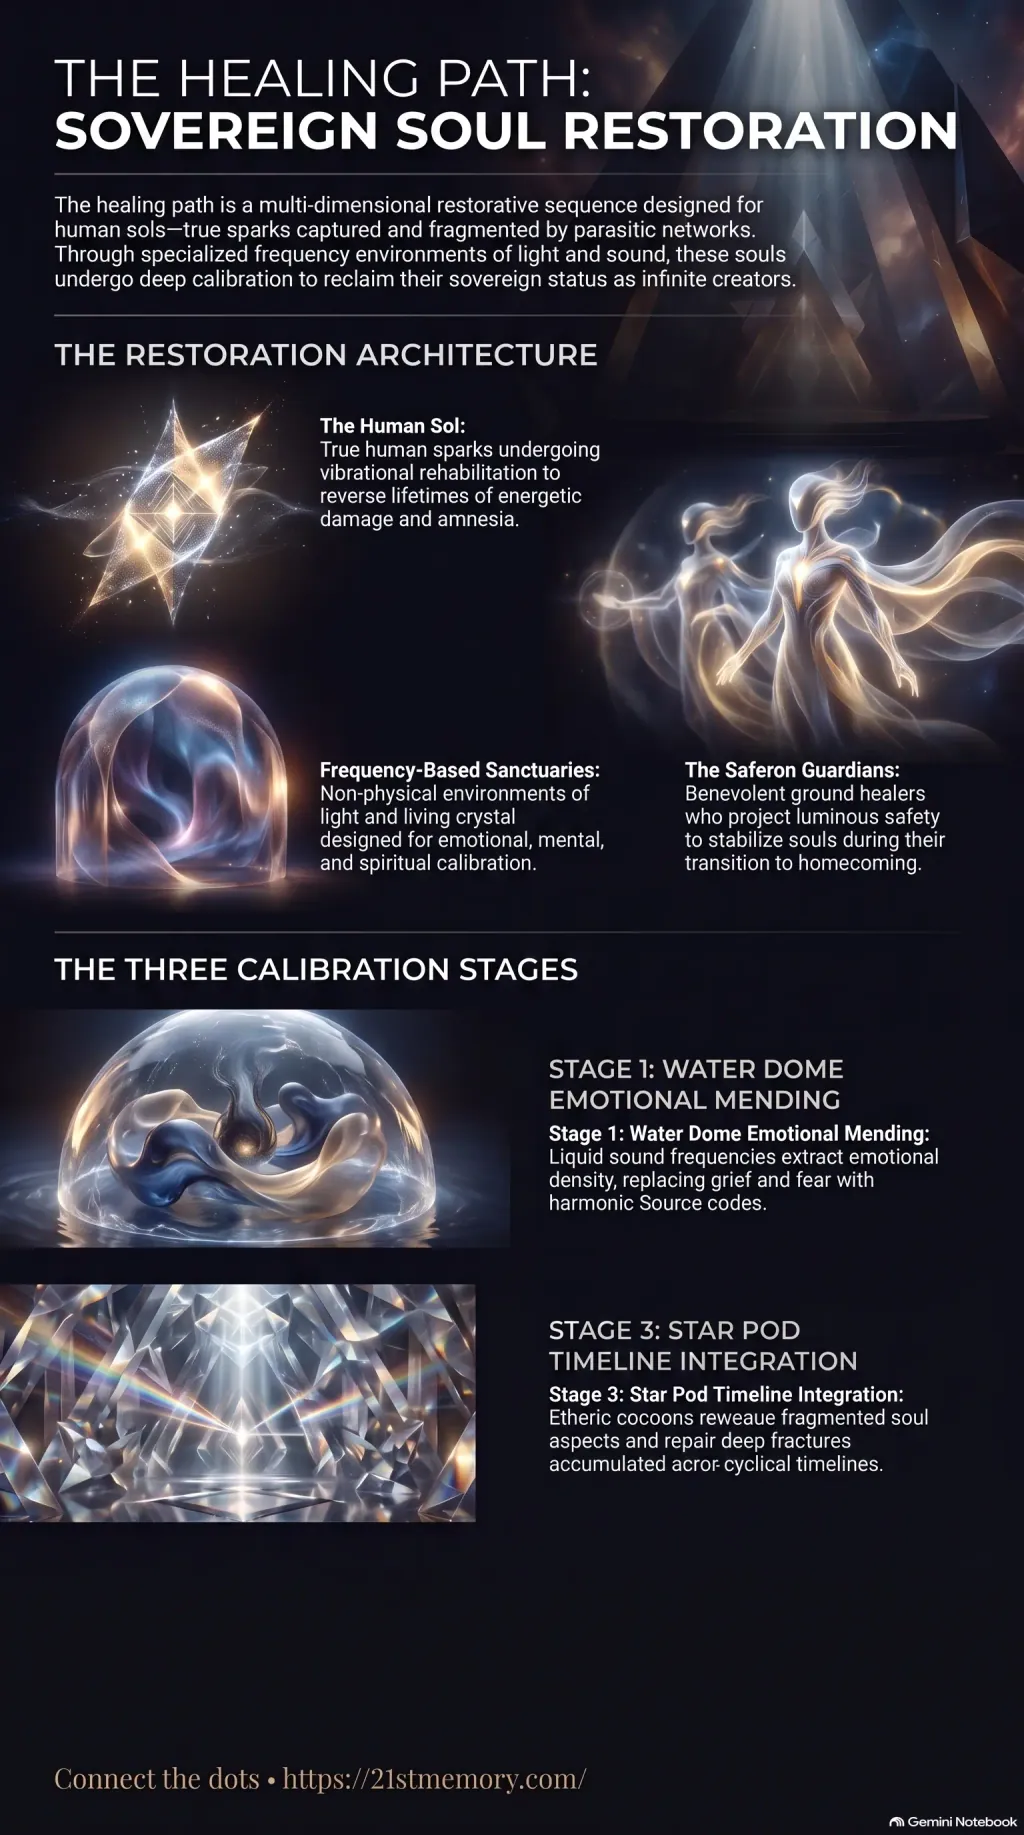 THE HEALING PATH:
SOVEREIGN SOUL RESTORATION
The healing path is a multi-dimensional restorative sequence designed for
human sols—true sparks captured and fragmented by parasitic networks.
Through specialized frequency environments of light and sound, these souls
undergo deep calibration to reclaim their sovereign status as infinite creators.
THE RESTORATION ARCHITECTURE
The Human Sol:
True human sparks undergoing
vibrational rehabilitation to
reverse lifetimes of energetic
damage and amnesia.
Frequency-Based Sanctuaries:
Non-physical environments of
light and living crystal
designed for emotional, mental,
and spiritual calibration.
The Saferon Guardians:
Benevolent ground healers
who project luminous safety
to stabilize souls during their
transition to homecoming.
THE THREE CALIBRATION STAGES
STAGE 1: WATER DOME
EMOTIONAL MENDING
Stage 1: Water Dome Emotional Mending:
Liquid sound frequencies extract emotional
density, replacing grief and fear with
harmonic Source codes.
STAGE 3: STAR POD
TIMELINE INTEGRATION
Stage 3: Star Pod Timeline Integration:
Etheric cocoons reweaue fragmented soul
aspects and repair deep fractures
accumulated acror cyclical timelines.
Connect the dots • https://21stmemory.com/
Gemini Notebook